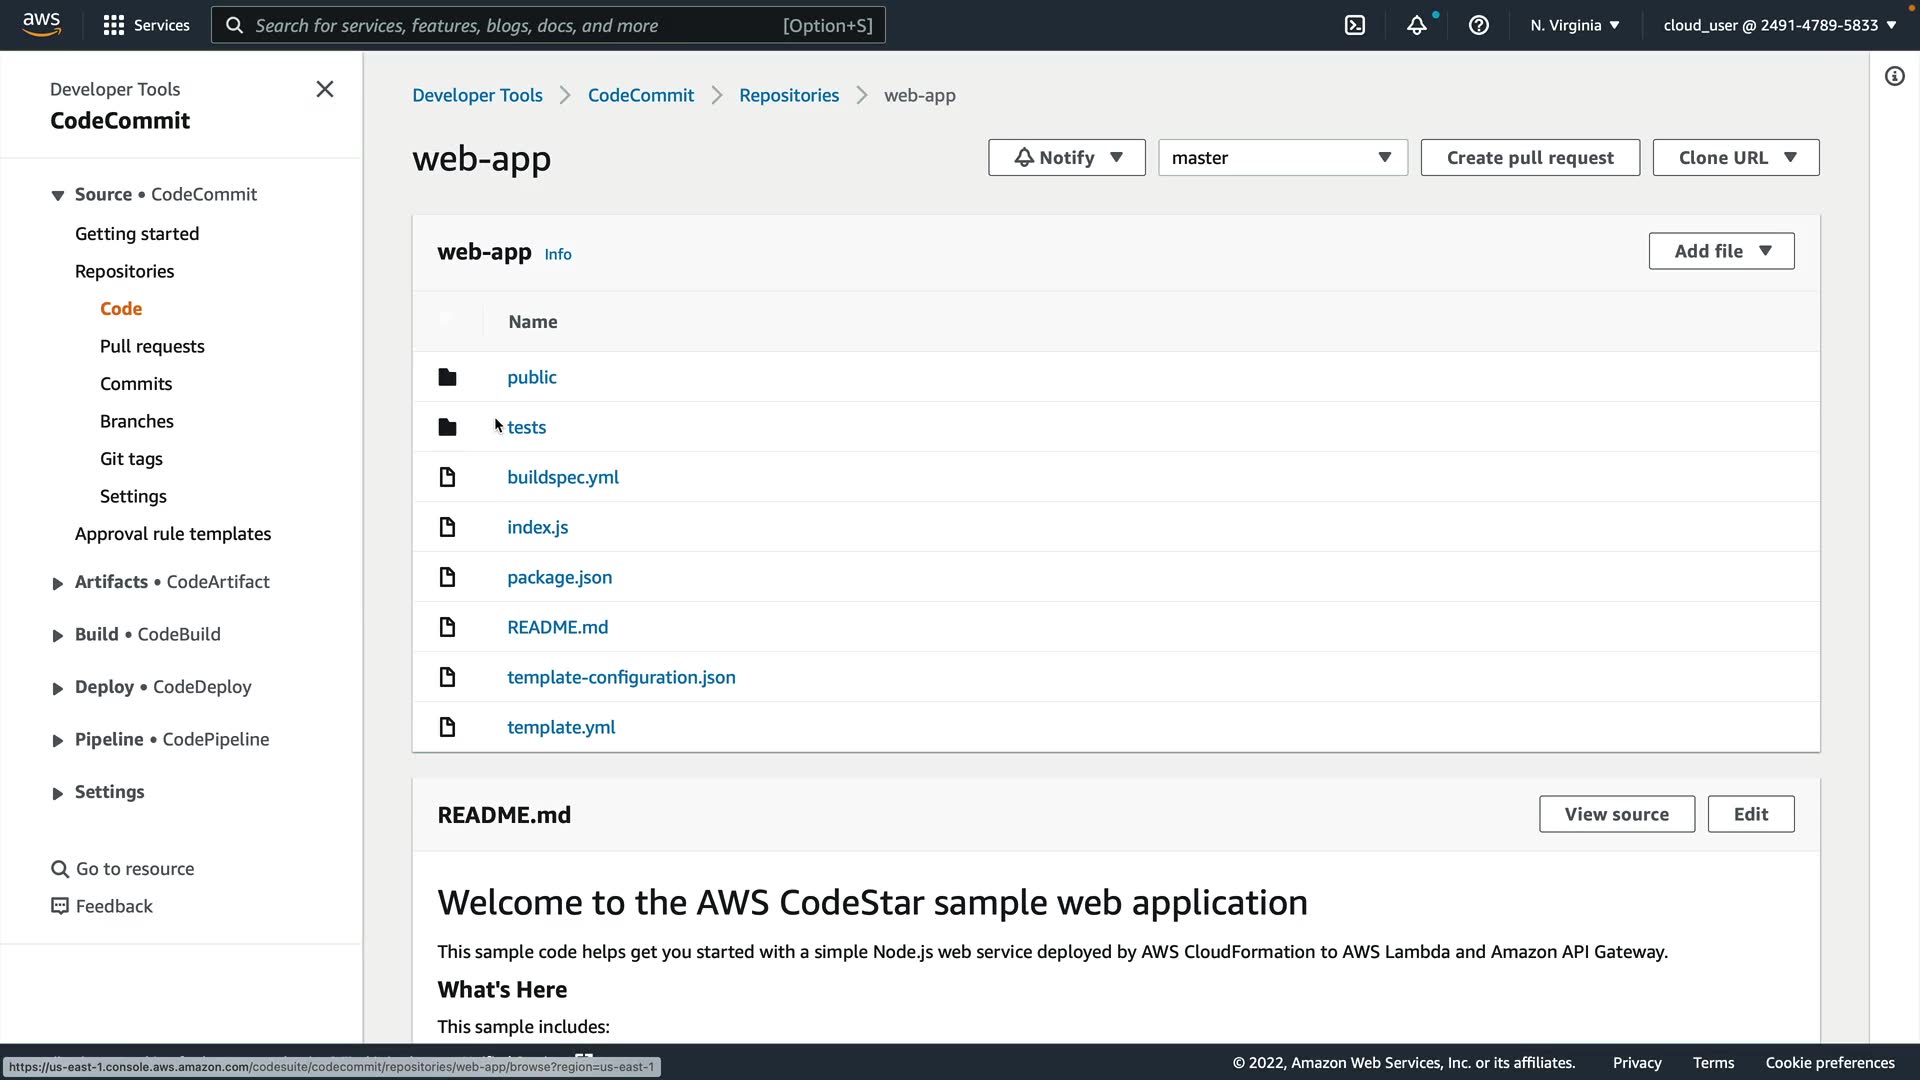 aws
Services
Search for services, features, blogs, docs, and more
[Option+S]
N. Virginia
cloud_user @ 2491-4789-5833
Developer Tools
CodeCommit
Source • CodeCommit
Getting started
Repositories
Code
Pull requests
Commits
Branches
Git tags
Settings
Approval rule templates
Artifacts • CodeArtifact
Build • CodeBuild
Deploy • CodeDeploy
Pipeline • CodePipeline
Settings
Go to resource
Feedback
Developer Tools
CodeCommit
Repositories
web-app
web-app
Notify
master
Create pull request
Clone URL
web-app Info
Add file
Name
public
tests
buildspec.yml
index.js
package.json
README.md
template-configuration.json
template.yml
README.md
View source
Edit
Welcome to the AWS CodeStar sample web application
This sample code helps get you started with a simple Node.js web service deployed by AWS CloudFormation to AWS Lambda and Amazon API Gateway.
What's Here
This sample includes:
https://us-east-1.console.aws.amazon.com/codesuite/codecommit/repositories/web-app/browse?region=us-east-1
© 2022, Amazon Web Services, Inc. or its affiliates.
Privacy
Terms
Cookie preferences